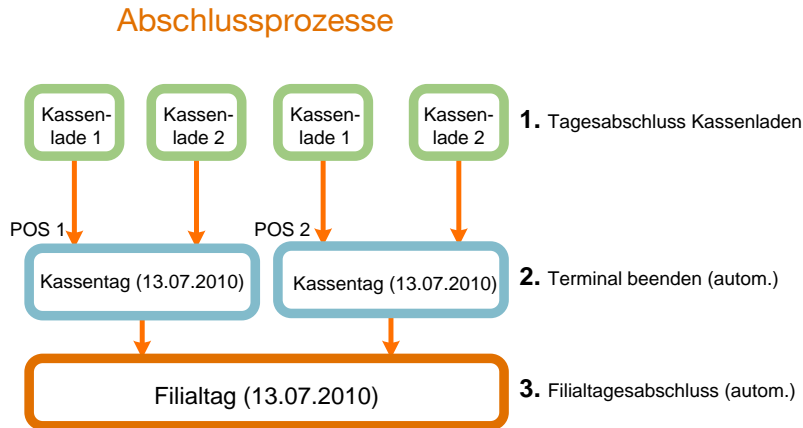 Abschlussprozesse
Kassen-
lade 1
Kassen-
lade 2
Kassen-
lade 1
Kassen-
lade 2
1. Tagesabschluss Kassenladen
POS 1
POS 2
Kassentag (13.07.2010)
Kassentag (13.07.2010)
2. Terminal beenden (autom.)
Filialtag (13.07.2010)
3. Filialtagesabschluss (autom.)